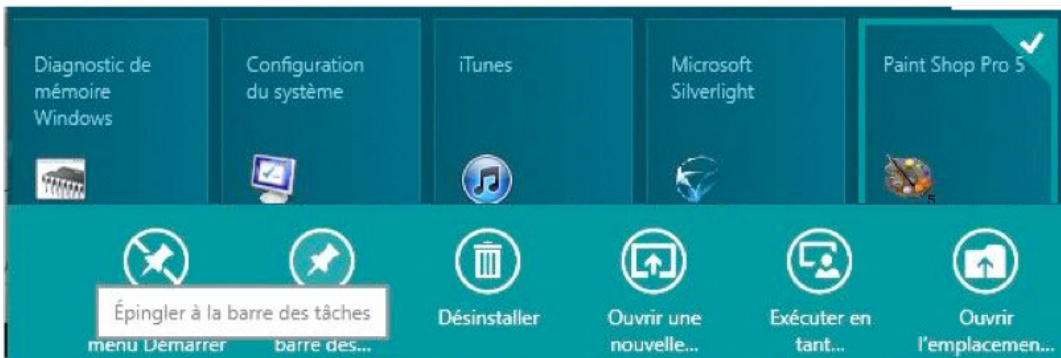 Diagnostic de
mémoire
Windows
Configuration
du système
iTunes
Microsoft
Silverlight
Paint Shop Pro 5
5
Épingler à la barre des tâches
menu Démarrer
barre des...
Désinstaller
Ouvrir une
nouvelle...
Exécuter en
tant...
Ouvrir
l'emplacemen...